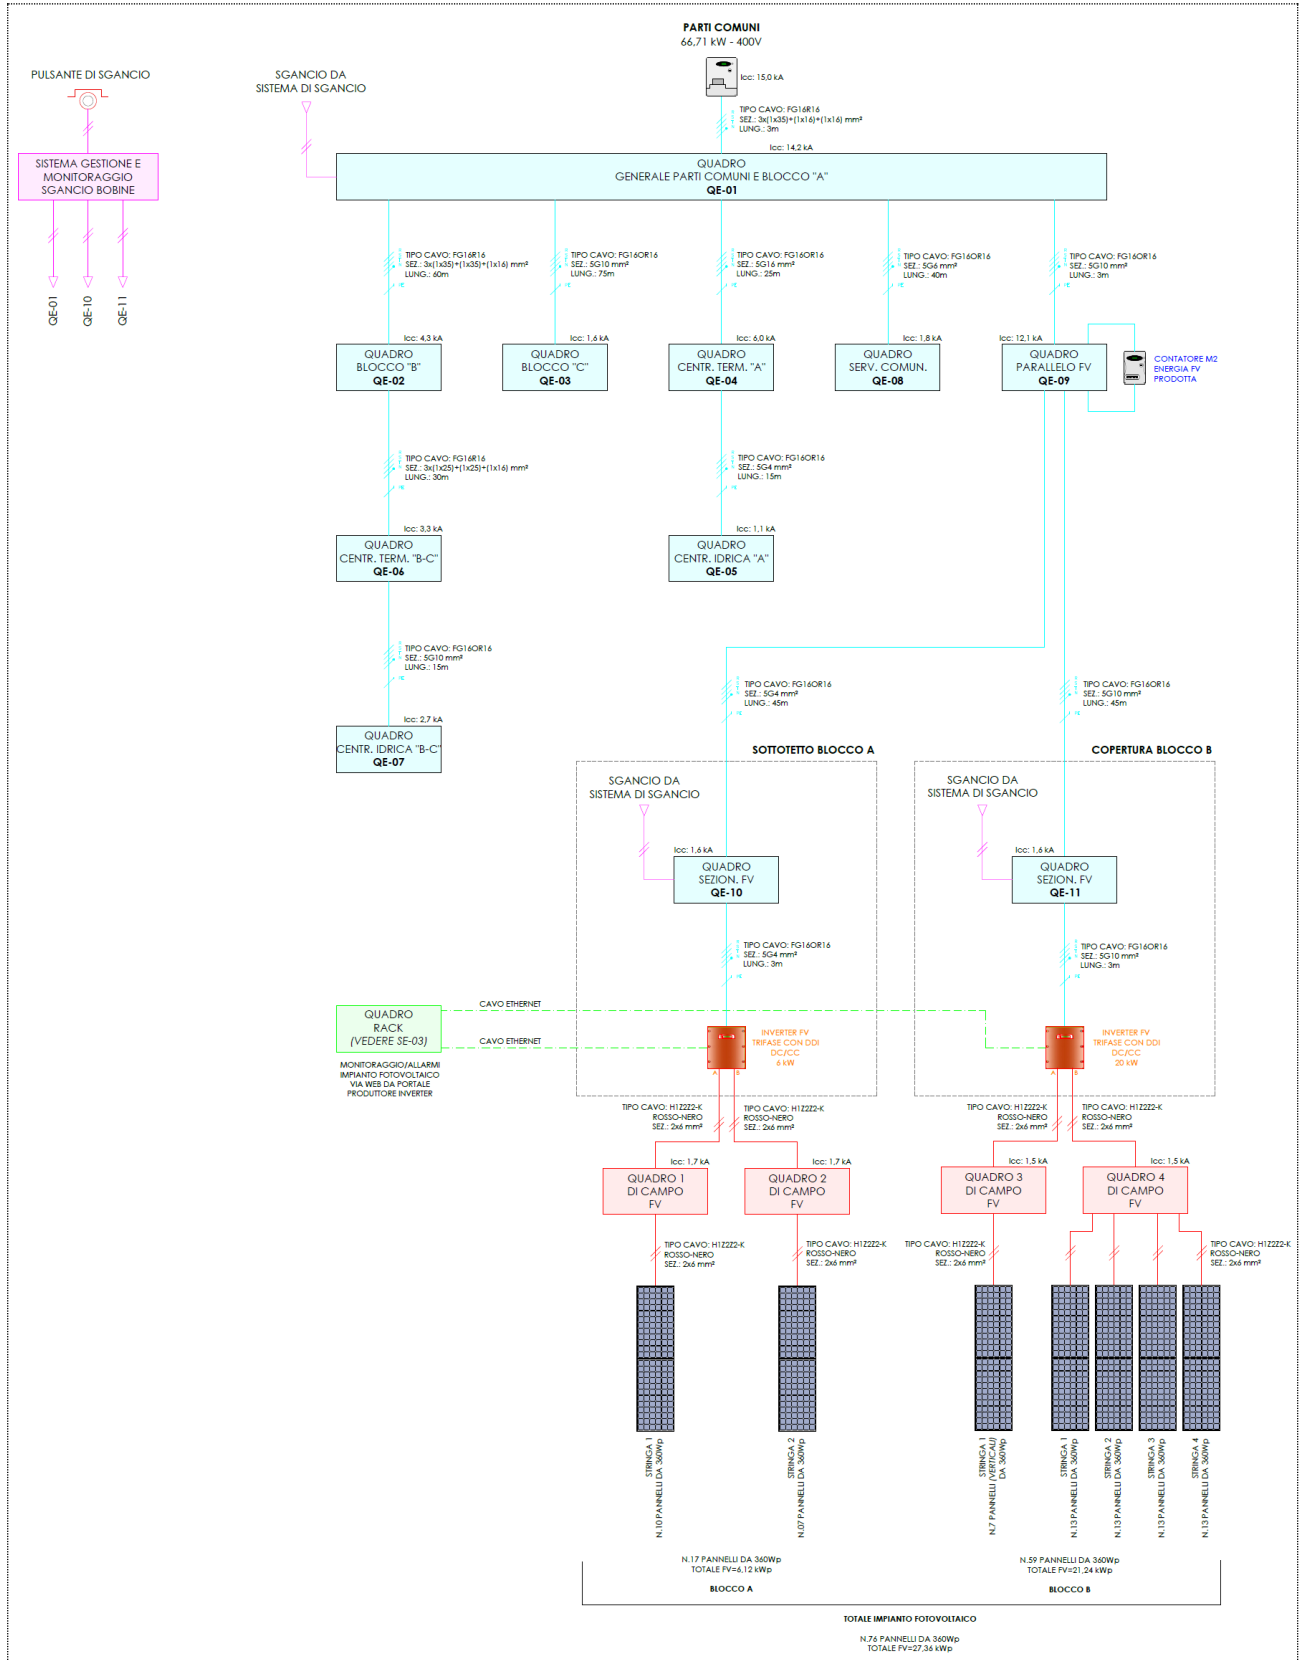 PARTI COMUNI
66,71 kW - 400V
Icc: 15,0 kA
PULSANTE DI SGANCIO
SGANCIO DA
SISTEMA DI SGANCIO
TIPO CAVO: FG16R16
SEZ.: 3x(1x35)+(1x16)+(1x16) mm²
LUNG.: 3m
Icc: 14,2 kA
SISTEMA GESTIONE E
MONITORAGGIO
SGANCIO BOBINE
QUADRO
GENERALE PARTI COMUNI E BLOCCO "A"
QE-01
QE-01
QE-10
QE-11
TIPO CAVO: FG16R16
SEZ.: 3x(1x35)+(1x35)+(1x16) mm²
LUNG.: 60m
TIPO CAVO: FG16OR16
SEZ.: 5G10 mm²
LUNG.: 75m
TIPO CAVO: FG16OR16
SEZ.: 5G16 mm²
LUNG.: 25m
TIPO CAVO: FG16OR16
SEZ.: 5G6 mm²
LUNG.: 40m
TIPO CAVO: FG16OR16
SEZ.: 5G10 mm²
LUNG.: 3m
Icc: 4,3 kA
QUADRO
BLOCCO "B"
QE-02
Icc: 1,6 kA
QUADRO
BLOCCO "C"
QE-03
Icc: 6,0 kA
QUADRO
CENTR. TERM. "A"
QE-04
Icc: 1,8 kA
QUADRO
SERV. COMUN.
QE-08
Icc: 12,1 kA
QUADRO
PARALLELO FV
QE-09
CONTATORE M2
ENERGIA FV
PRODOTTA
TIPO CAVO: FG16R16
SEZ.: 3x(1x25)+(1x25)+(1x16) mm²
LUNG.: 30m
TIPO CAVO: FG16OR16
SEZ.: 5G4 mm²
LUNG.: 15m
Icc: 3,3 kA
QUADRO
CENTR. TERM. "B-C"
QE-06
Icc: 1,1 kA
QUADRO
CENTR. IDRICA "A"
QE-05
TIPO CAVO: FG16OR16
SEZ.: 5G10 mm²
LUNG.: 15m
TIPO CAVO: FG16OR16
SEZ.: 5G4 mm²
LUNG.: 45m
TIPO CAVO: FG16OR16
SEZ.: 5G10 mm²
LUNG.: 45m
Icc: 2,7 kA
QUADRO
CENTR. IDRICA "B-C"
QE-07
SOTTOTETTO BLOCCO A
COPERTURA BLOCCO B
SGANCIO DA
SISTEMA DI SGANCIO
SGANCIO DA
SISTEMA DI SGANCIO
Icc: 1,6 kA
QUADRO
SEZION. FV
QE-10
Icc: 1,6 kA
QUADRO
SEZION. FV
QE-11
TIPO CAVO: FG16OR16
SEZ.: 5G4 mm²
LUNG.: 3m
TIPO CAVO: FG16OR16
SEZ.: 5G10 mm²
LUNG.: 3m
CAVO ETHERNET
CAVO ETHERNET
QUADRO
RACK
(VEDERE SE-03)
MONITORAGGIO/ALLARMI
IMPIANTO FOTOVOLTAICO
VIA WEB DA PORTALE
PRODUTTORE INVERTER
INVERTER FV
TRIFASE CON DDI
DC/CC
6 kW
A B
INVERTER FV
TRIFASE CON DDI
DC/CC
20 kW
A B
TIPO CAVO: H1Z2Z2-K
ROSSO-NERO
SEZ.: 2x6 mm²
TIPO CAVO: H1Z2Z2-K
ROSSO-NERO
SEZ.: 2x6 mm²
TIPO CAVO: H1Z2Z2-K
ROSSO-NERO
SEZ.: 2x6 mm²
TIPO CAVO: H1Z2Z2-K
ROSSO-NERO
SEZ.: 2x6 mm²
Icc: 1,7 kA
QUADRO 1
DI CAMPO
FV
Icc: 1,7 kA
QUADRO 2
DI CAMPO
FV
Icc: 1,5 kA
QUADRO 3
DI CAMPO
FV
Icc: 1,5 kA
QUADRO 4
DI CAMPO
FV
TIPO CAVO: H1Z2Z2-K
ROSSO-NERO
SEZ.: 2x6 mm²
TIPO CAVO: H1Z2Z2-K
ROSSO-NERO
SEZ.: 2x6 mm²
TIPO CAVO: H1Z2Z2-K
ROSSO-NERO
SEZ.: 2x6 mm²
TIPO CAVO: H1Z2Z2-K
ROSSO-NERO
SEZ.: 2x6 mm²
STRINGA 1
N.10 PANNELLI DA 360Wp
STRINGA 2
N.07 PANNELLI DA 360Wp
STRINGA 1
N.7 PANNELLI (VERTICALI)
DA 360Wp
STRINGA 1
N.13 PANNELLI DA 360Wp
STRINGA 2
N.13 PANNELLI DA 360Wp
STRINGA 3
N.13 PANNELLI DA 360Wp
STRINGA 4
N.13 PANNELLI DA 360Wp
N.17 PANNELLI DA 360Wp
TOTALE FV=6,12 kWp
BLOCCO A
N.59 PANNELLI DA 360Wp
TOTALE FV=21,24 kWp
BLOCCO B
TOTALE IMPIANTO FOTOVOLTAICO
N.76 PANNELLI DA 360Wp
TOTALE FV=27,36 kWp